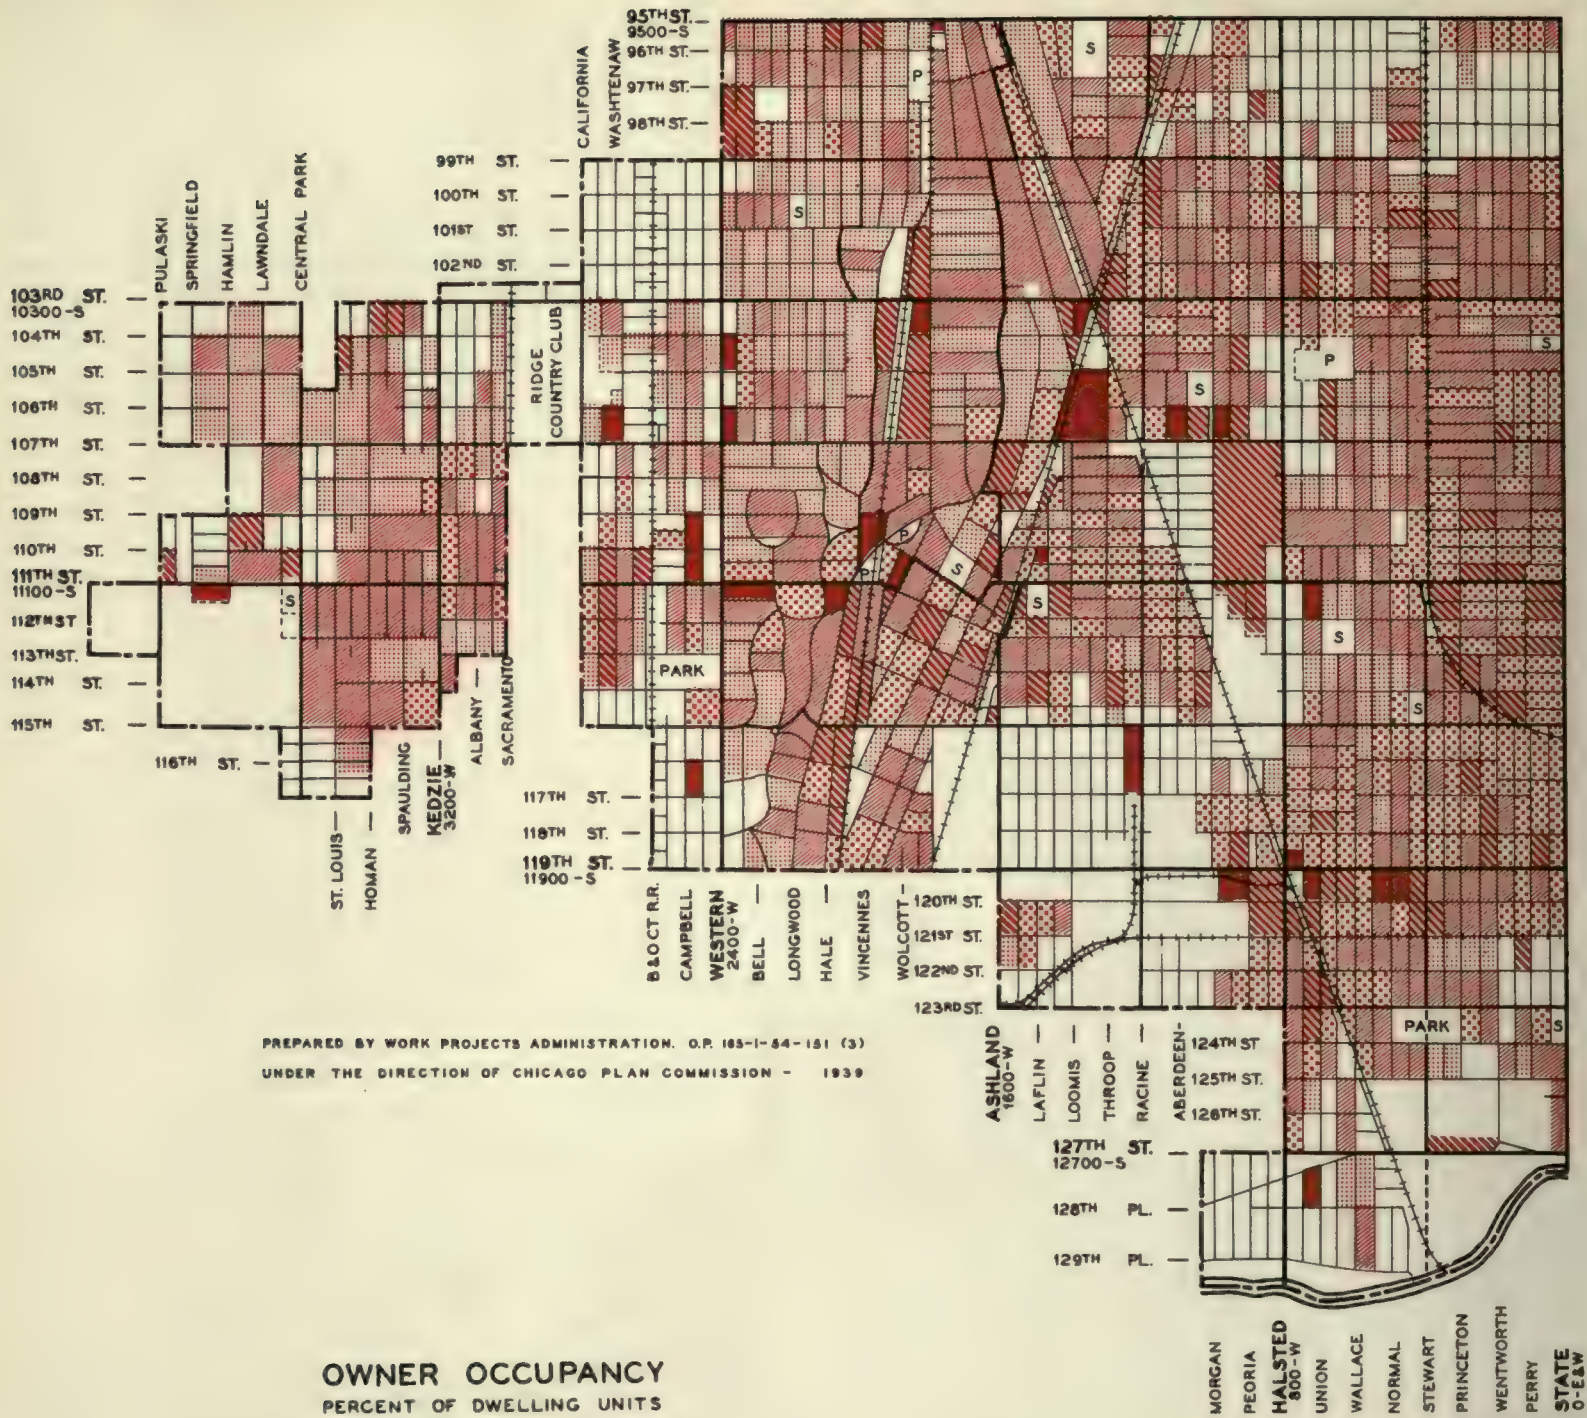 95TH ST.
9500-S
96TH ST.
97TH ST.
98TH ST.
CALIFORNIA
WASHTENAW
99TH ST.
100TH ST.
101ST ST.
102ND ST.
PULASKI
SPRINGFIELD
HAMLIN
LAWNDALE
CENTRAL PARK
103RD ST.
10300-S
104TH ST.
105TH ST.
106TH ST.
107TH ST.
108TH ST.
109TH ST.
110TH ST.
111TH ST.
11100-S
112TH ST
113TH ST.
114TH ST.
115TH ST.
116TH ST.
RIDGE
COUNTRY CLUB
S
P
S
S
P
S
S
P
P
S
S
S
S
PARK
S
ST. LOUIS
HOMAN
SPAULDING
KEDZIE
3200-W
ALBANY
SACRAMENTO
117TH ST.
118TH ST.
119TH ST.
11900-S
B & O C T R.R.
CAMPBELL
WESTERN
2400-W
BELL
LONGWOOD
HALE
VINCENNES
WOLCOTT
120TH ST.
121ST ST.
122ND ST.
123RD ST.
PARK
S
PREPARED BY WORK PROJECTS ADMINISTRATION. O.P. 165-1-54-151 (3)
UNDER THE DIRECTION OF CHICAGO PLAN COMMISSION - 1939
ASHLAND
1600-W
LAFLIN
LOOMIS
THROOP
RACINE
ABERDEEN
124TH ST
125TH ST.
126TH ST.
127TH ST.
12700-S
128TH PL.
129TH PL.
MORGAN
PEORIA
HALSTED
800-W
UNION
WALLACE
NORMAL
STEWART
PRINCETON
WENTWORTH
PERRY
STATE
0-E&W
OWNER OCCUPANCY
PERCENT OF DWELLING UNITS